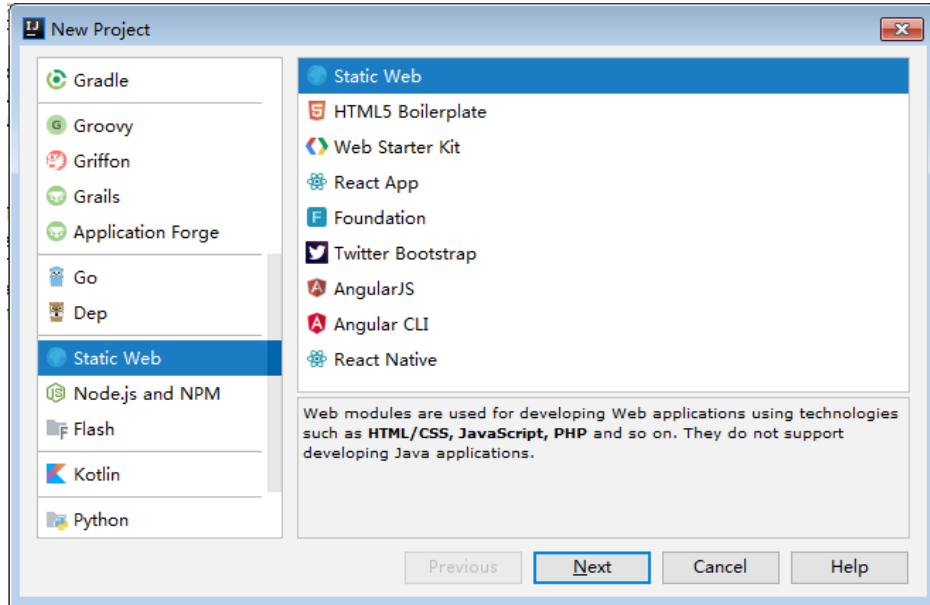 New Project
Gradle
Groovy
Griffon
Grails
Application Forge
Go
Dep
Static Web
Node.js and NPM
Flash
Kotlin
Python
Static Web
HTML5 Boilerplate
Web Starter Kit
React App
Foundation
Twitter Bootstrap
AngularJS
Angular CLI
React Native
Web modules are used for developing Web applications using technologies
such as HTML/CSS, JavaScript, PHP and so on. They do not support
developing Java applications.
Previous
Next
Cancel
Help